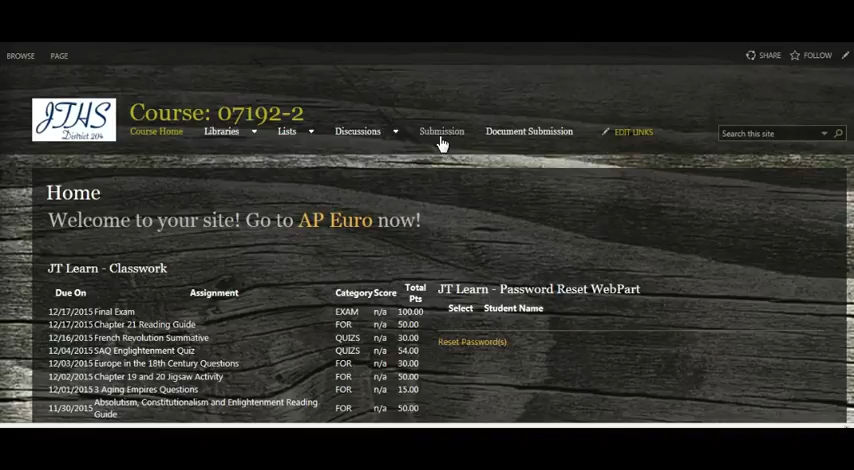 BROWSE PAGE SHARE FOLLOW
JTHS
District 204
Course: 07192-2
Course Home Libraries Lists Discussions Submission Document Submission EDIT LINKS Search this site
Home
Welcome to your site! Go to AP Euro now!
JT Learn - Classwork
Due On Assignment Category Score Total Pts
12/17/2015 Final Exam EXAM n/a 100.00
12/17/2015 Chapter 21 Reading Guide FOR n/a 50.00
12/16/2015 French Revolution Summative QUIZS n/a 30.00
12/04/2015 SAQ Englightenment Quiz QUIZS n/a 54.00
12/03/2015 Europe in the 18th Century Questions FOR n/a 30.00
12/02/2015 Chapter 19 and 20 Jigsaw Activity FOR n/a 50.00
12/01/2015 3 Aging Empires Questions FOR n/a 15.00
11/30/2015 Absolutism, Constitutionalism and Enlightenment Reading Guide FOR n/a 50.00
JT Learn - Password Reset WebPart
Select Student Name
Reset Password(s)